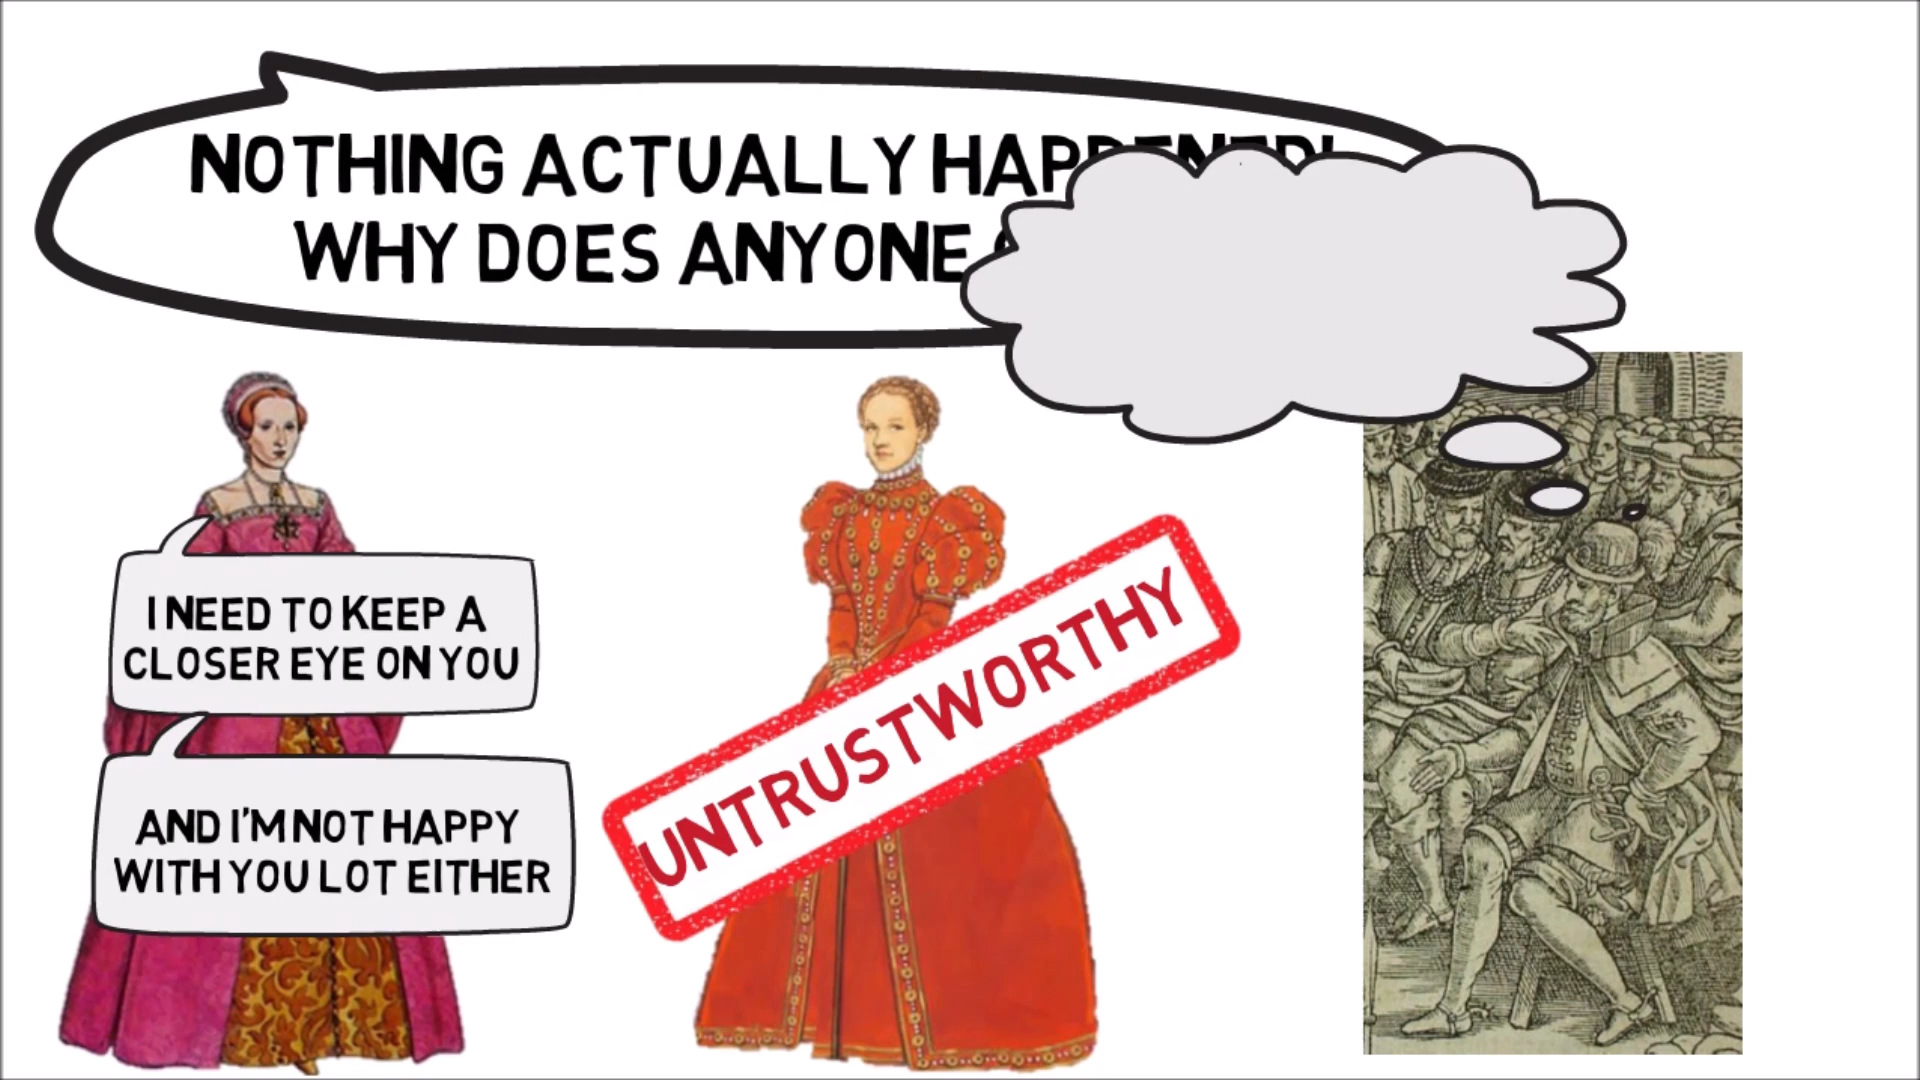 NOTHING ACTUALLY HAPPENED!
WHY DOES ANYONE
I NEED TO KEEP A
CLOSER EYE ON YOU
AND I'M NOT HAPPY
WITH YOU LOT EITHER
UNTRUSTWORTHY